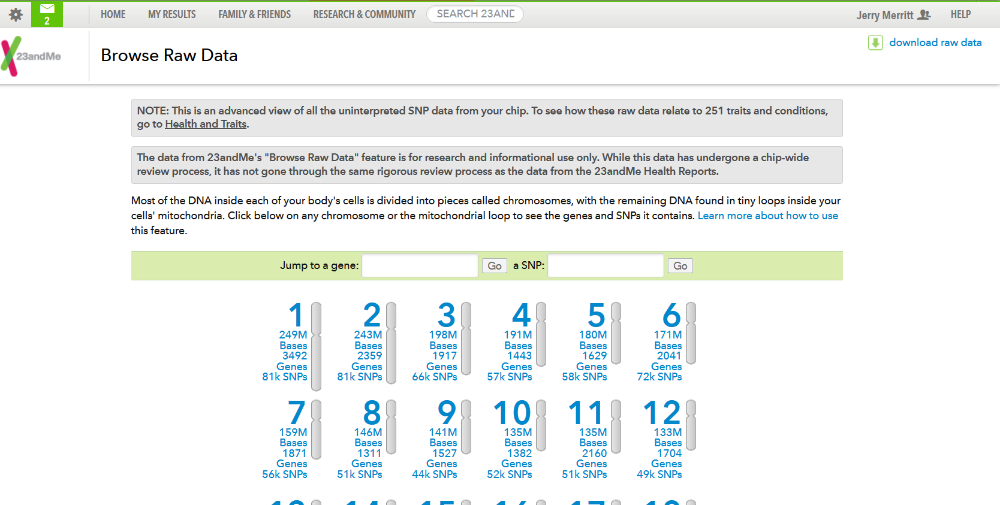 2
HOME MY RESULTS FAMILY & FRIENDS RESEARCH & COMMUNITY SEARCH 23AND Jerry Merritt HELP
23andMe
Browse Raw Data
download raw data
NOTE: This is an advanced view of all the uninterpreted SNP data from your chip. To see how these raw data relate to 251 traits and conditions,
go to Health and Traits.
The data from 23andMe's "Browse Raw Data" feature is for research and informational use only. While this data has undergone a chip-wide
review process, it has not gone through the same rigorous review process as the data from the 23andMe Health Reports.
Most of the DNA inside each of your body's cells is divided into pieces called chromosomes, with the remaining DNA found in tiny loops inside your
cells' mitochondria. Click below on any chromosome or the mitochondrial loop to see the genes and SNPs it contains. Learn more about how to use
this feature.
Jump to a gene: Go a SNP: Go
1 2 3 4 5 6
249M 243M 198M 191M 180M 171M
Bases Bases Bases Bases Bases Bases
3492 2359 1917 1443 1629 2041
Genes Genes Genes Genes Genes Genes
81k SNPs 81k SNPs 66k SNPs 57k SNPs 58k SNPs 72k SNPs
7 8 9 10 11 12
159M 146M 141M 135M 135M 133M
Bases Bases Bases Bases Bases Bases
1871 1311 1527 1382 2160 1704
Genes Genes Genes Genes Genes Genes
56k SNPs 51k SNPs 44k SNPs 52k SNPs 51k SNPs 49k SNPs